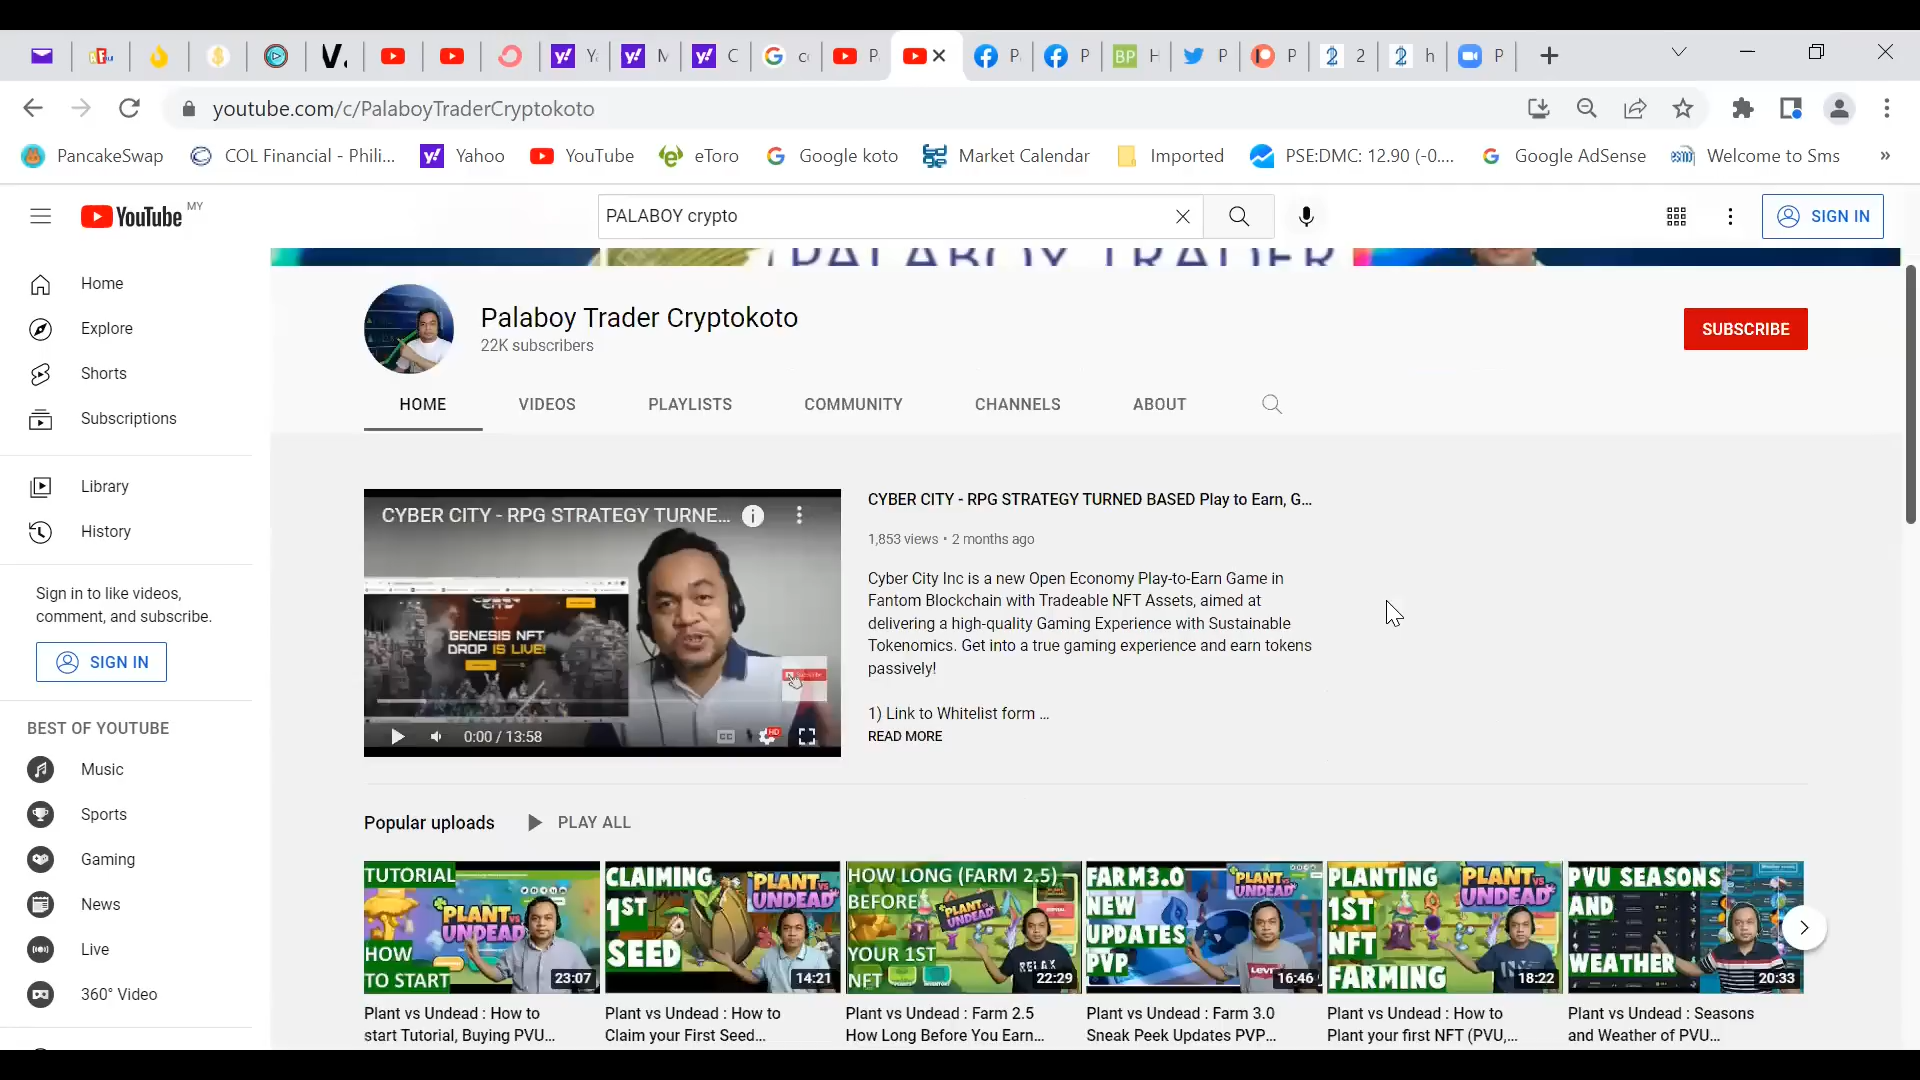 Y
M
C
c
P
P
P
H
P
P
2
h
P
youtube.com/c/PalaboyTraderCryptokoto
PancakeSwap
COL Financial - Phili...
Yahoo
YouTube
eToro
Google koto
Market Calendar
Imported
PSE:DMC: 12.90 (-0....
Google AdSense
Welcome to Sms
»
YouTube MY
PALABOY crypto
SIGN IN
PALABOY TRADER
Home
Explore
Shorts
Subscriptions
Library
History
Sign in to like videos,
comment, and subscribe.
SIGN IN
BEST OF YOUTUBE
Music
Sports
Gaming
News
Live
360° Video
Palaboy Trader Cryptokoto
22K subscribers
SUBSCRIBE
HOME
VIDEOS
PLAYLISTS
COMMUNITY
CHANNELS
ABOUT
CYBER CITY - RPG STRATEGY TURNE...
GENESIS NFT
DROP IS LIVE!
0:00 / 13:58
CC
HD
CYBER CITY - RPG STRATEGY TURNED BASED Play to Earn, G...
1,853 views • 2 months ago
Cyber City Inc is a new Open Economy Play-to-Earn Game in
Fantom Blockchain with Tradeable NFT Assets, aimed at
delivering a high-quality Gaming Experience with Sustainable
Tokenomics. Get into a true gaming experience and earn tokens
passively!
1) Link to Whitelist form ...
READ MORE
Popular uploads
PLAY ALL
TUTORIAL
PLANT VS
UNDEAD
HOW
TO START
23:07
Plant vs Undead : How to
start Tutorial, Buying PVU...
CLAIMING
1ST
SEED
PLANT VS
UNDEAD
14:21
Plant vs Undead : How to
Claim your First Seed...
HOW LONG (FARM 2.5)
BEFORE
YOUR 1ST
NFT
PLANT VS
UNDEAD
RELAX
22:29
Plant vs Undead : Farm 2.5
How Long Before You Earn...
FARM3.0
NEW
UPDATES
PVP
PLANT VS
UNDEAD
LEVI'
16:46
Plant vs Undead : Farm 3.0
Sneak Peek Updates PVP...
PLANTING
1ST
NFT
FARMING
PLANT VS
UNDEAD
18:22
Plant vs Undead : How to
Plant your first NFT (PVU,...
PVU SEASONS
AND
WEATHER
20:33
Plant vs Undead : Seasons
and Weather of PVU...